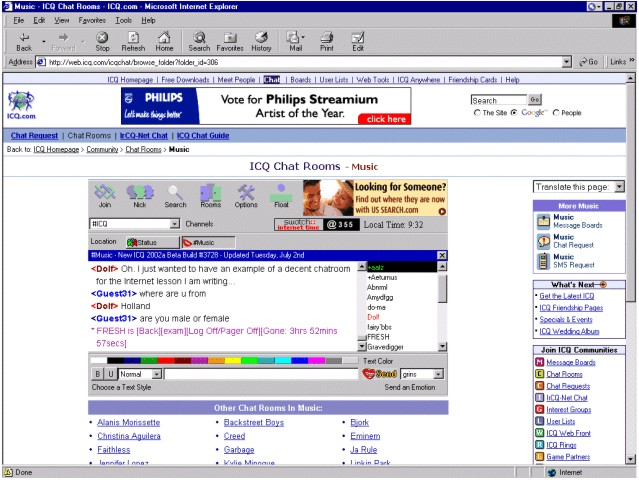 Music - ICQ Chat Rooms - ICQ.com - Microsoft Internet Explorer
File Edit View Favorites Tools Help
Back Forward Stop Refresh Home Search Favorites History Mail Print Edit
Address http://web.icq.com/icqchat/browse_folder?folder_id=306 Go Links »
ICQ Homepage | Free Downloads | Meet People | Chat | Boards | User Lists | Web Tools | ICQ Anywhere | Friendship Cards | Help
ICQ.com
PHILIPS
Let's make things better.
Vote for Philips Streamium
Artist of the Year.
click here
Search Go
The Site Google People
Chat Request | Chat Rooms | IrCQ-Net Chat | ICQ Chat Guide
Back to: ICQ Homepage > Community > Chat Rooms > Music
ICQ Chat Rooms - Music
Join Nick Search Rooms Options Float
Looking for Someone?
Find out where they are now
with US SEARCH.com
#ICQ Channels
swatch::
internet time
@355
Local Time: 9:32
Location Status #Music
#Music - New ICQ 2002a Beta Build #3728 - Updated Tuesday, July 2nd
<Dolf> Oh. I just wanted to have an example of a decent chatroom
for the Internet lesson I am writing...
<Guest31> where are u from
<Dolf> Holland
<Guest31> are you male or female
* FRESH is [Back][exam][Log Off/Pager Off][Gone: 3hrs 52mins
57secs]
+Aeturnus
Abnrml
Amydfgg
do-ma
Dolf
fairy`bbs
FRESH
Gravedigger
Text Color
B U Normal Send grins
Choose a Text Style
Send an Emotion
Other Chat Rooms In Music:
• Alanis Morissette • Backstreet Boys • Bjork
• Christina Aguilera • Creed • Eminem
• Faithless • Garbage • Ja Rule
• Jennifer Lopez • Kylie Minogue • Linkin Park
Translate this page:
More Music
Music
Message Boards
Music
Chat Request
Music
SMS Request
What's Next
• Get the Latest ICQ
• ICQ Friendship Pages
• Specials & Events
• ICQ Wedding Album
Join ICQ Communities
Message Boards
Chat Rooms
Chat Requests
IrCQ-Net Chat
Interest Groups
User Lists
ICQ Web Front
ICQ Rings
Game Partners
Done
Internet